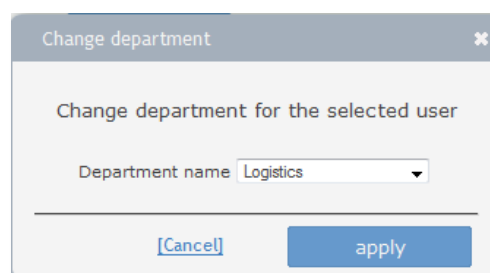 Change department
Change department for the selected user
Department name Logistics
[Cancel] apply